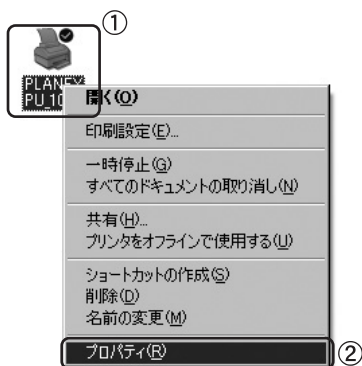 ①
PLANEX
開く(O)
印刷設定(E)...
一時停止(G)
すべてのドキュメントの取り消し(N)
共有(H)...
プリンタをオフラインで使用する(U)
ショートカットの作成(S)
削除(D)
名前の変更(M)
プロパティ(R)
②